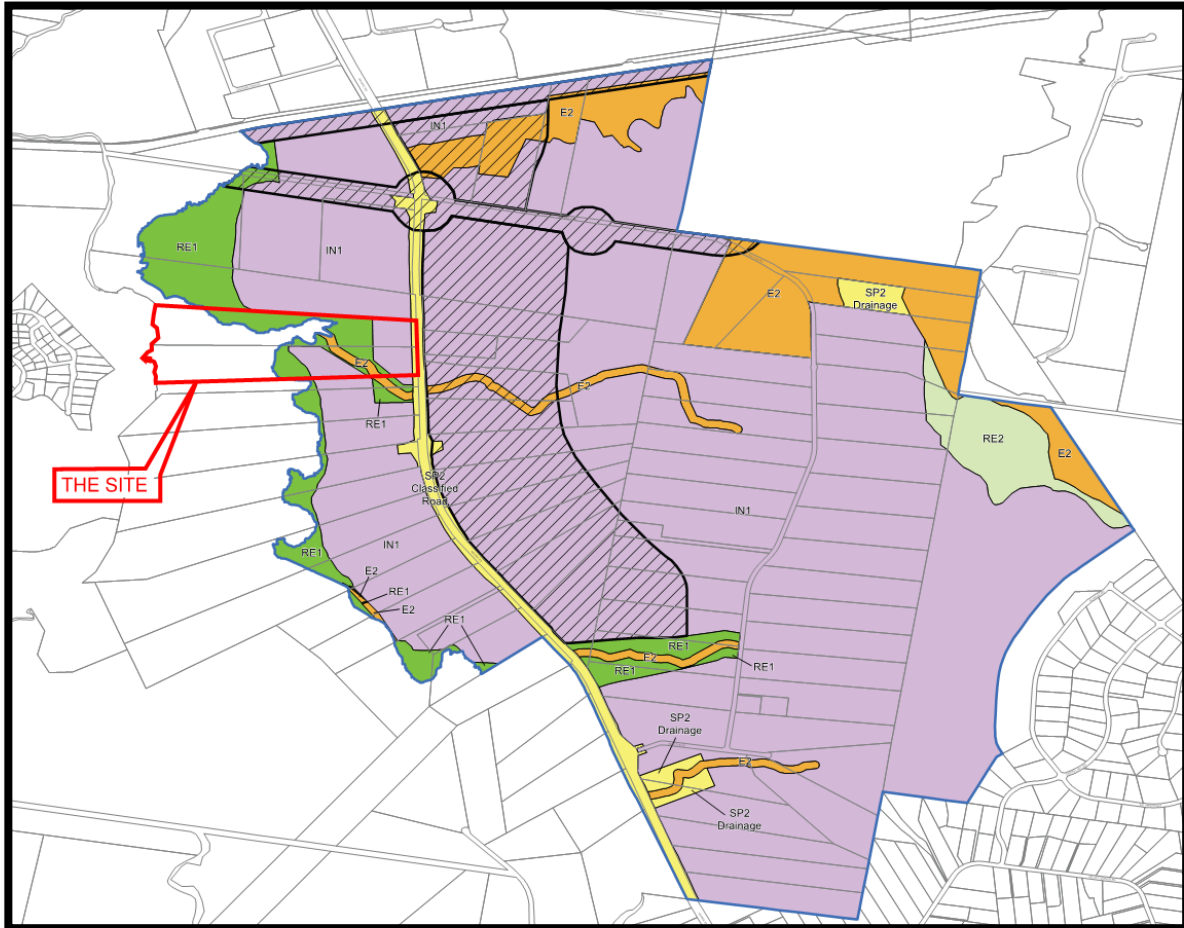 E2
IN1
RE1
IN1
E2
SP2
Drainage
E2
E2
RE1
RE2
E2
THE SITE
SP2
Classified
Road
IN1
IN1
RE1
E2
RE1
E2
RE1
RE1
E2
RE1
RE1
SP2
Drainage
E2
SP2
Drainage